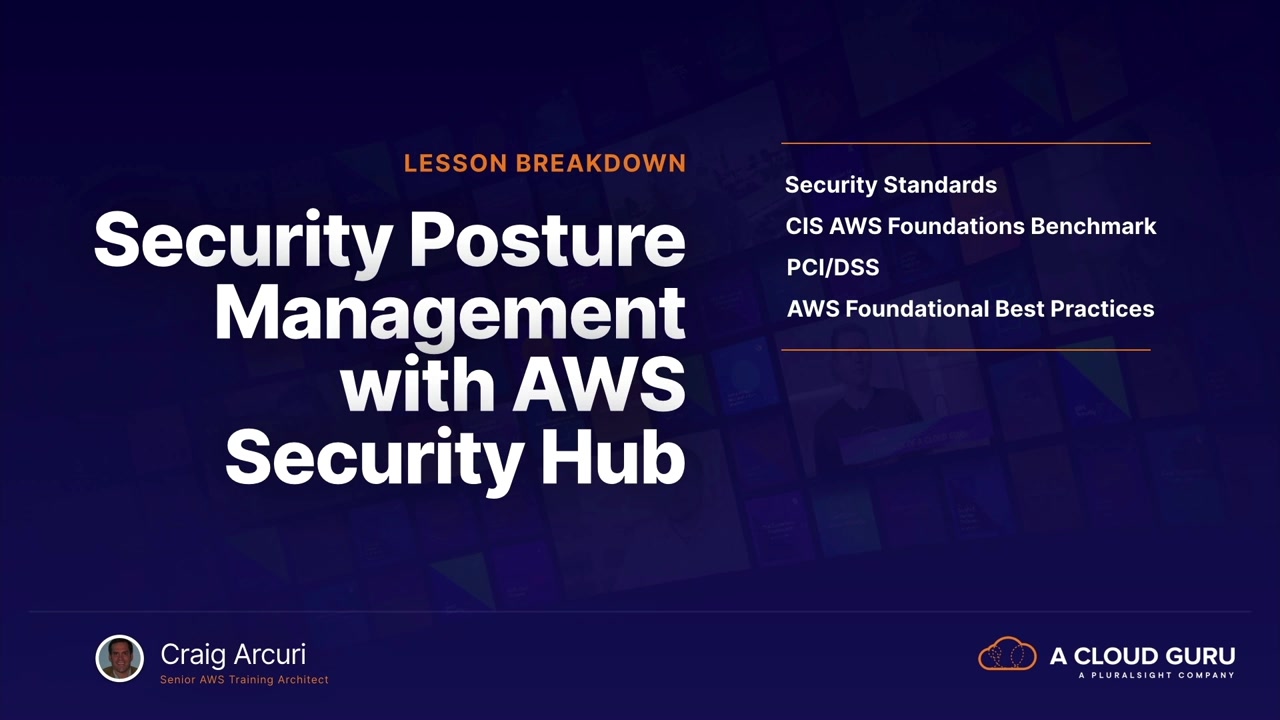 LESSON BREAKDOWN
Security Posture
Management
with AWS
Security Hub
Security Standards
CIS AWS Foundations Benchmark
PCI/DSS
AWS Foundational Best Practices
Craig Arcuri
Senior AWS Training Architect
A CLOUD GURU
A PLURALSIGHT COMPANY